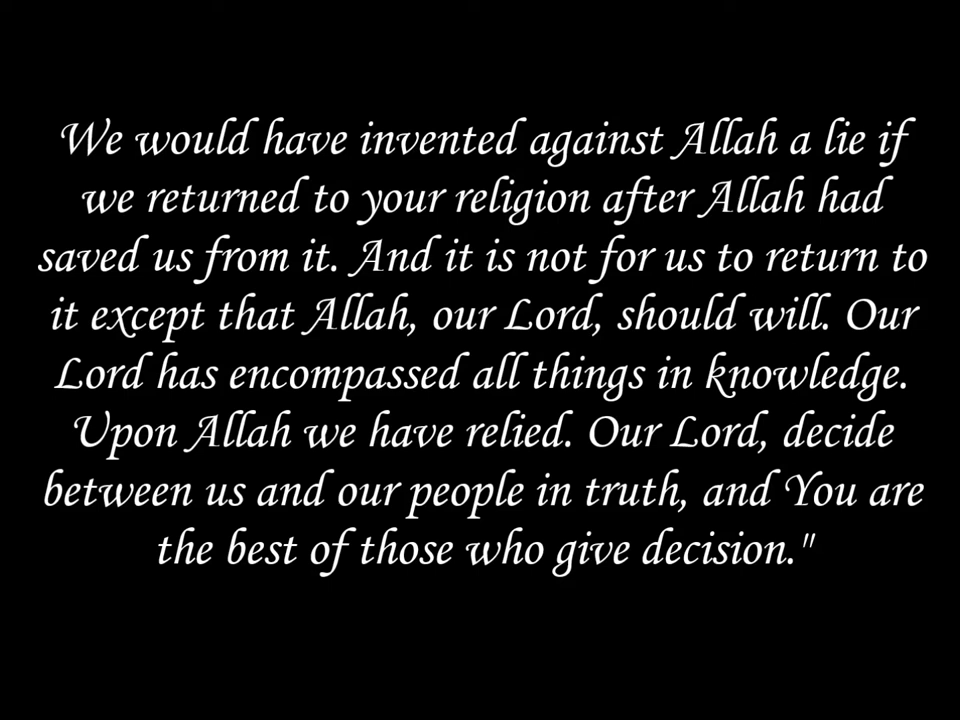 We would have invented against Allah a lie if
we returned to your religion after Allah had
saved us from it. And it is not for us to return to
it except that Allah, our Lord, should will. Our
Lord has encompassed all things in knowledge.
Upon Allah we have relied. Our Lord, decide
between us and our people in truth, and You are
the best of those who give decision."